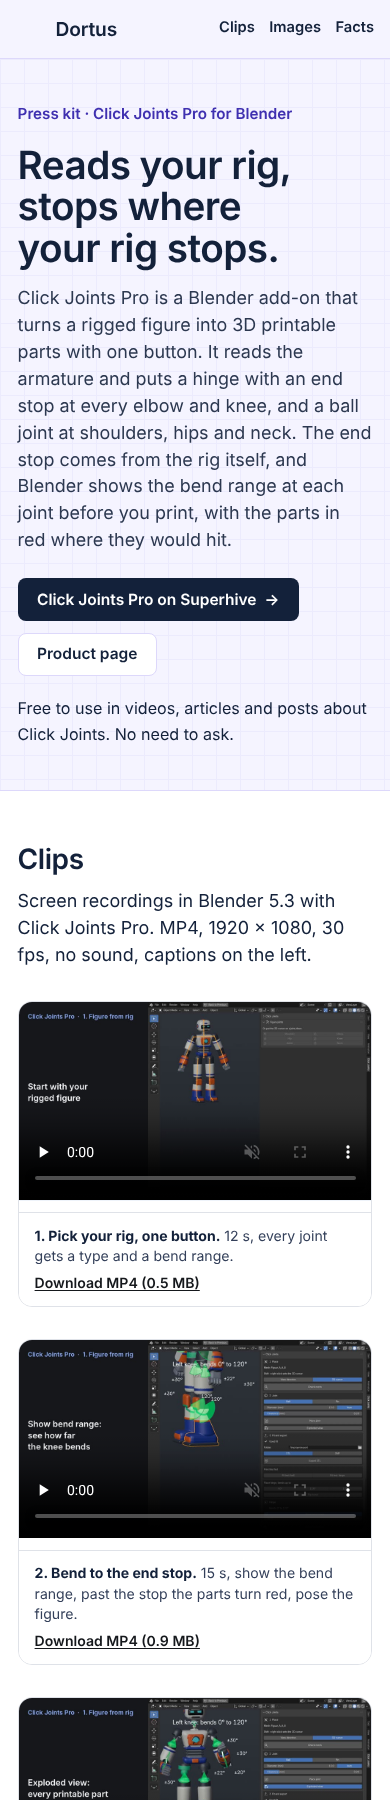 Dortus
Clips Images Facts
Press kit · Click Joints Pro for Blender
Reads your rig,
stops where
your rig stops.
Click Joints Pro is a Blender add-on that
turns a rigged figure into 3D printable
parts with one button. It reads the
armature and puts a hinge with an end
stop at every elbow and knee, and a ball
joint at shoulders, hips and neck. The end
stop comes from the rig itself, and
Blender shows the bend range at each
joint before you print, with the parts in
red where they would hit.
Click Joints Pro on Superhive →
Product page
Free to use in videos, articles and posts about
Click Joints. No need to ask.
Clips
Screen recordings in Blender 5.3 with
Click Joints Pro. MP4, 1920 × 1080, 30
fps, no sound, captions on the left.
Click Joints Pro · 1. Figure from rig
Start with your
rigged figure
0:00
1. Pick your rig, one button. 12 s, every joint
gets a type and a bend range.
Download MP4 (0.5 MB)
Click Joints Pro · 1. Figure from rig
Left knee bends 0° to 120°
Show bend range:
see how far
the knee bends
0:00
2. Bend to the end stop. 15 s, show the bend
range, past the stop the parts turn red, pose the
figure.
Download MP4 (0.9 MB)
Click Joints Pro · 1. Figure from rig
Left knee bends 0° to 120°
Exploded view:
every printable part